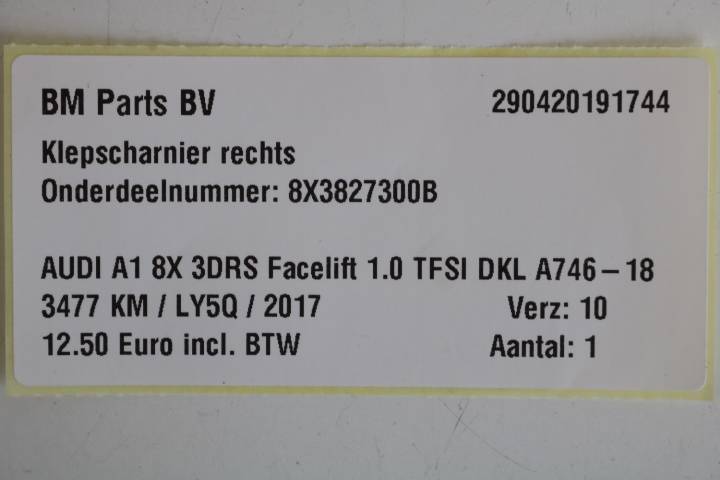 BM Parts BV 290420191744
Klepscharnier rechts
Onderdeelnummer: 8X3827300B
AUDI A1 8X 3DRS Facelift 1.0 TFSI DKL A746-18
3477 KM / LY5Q / 2017 Verz: 10
12.50 Euro incl. BTW Aantal: 1